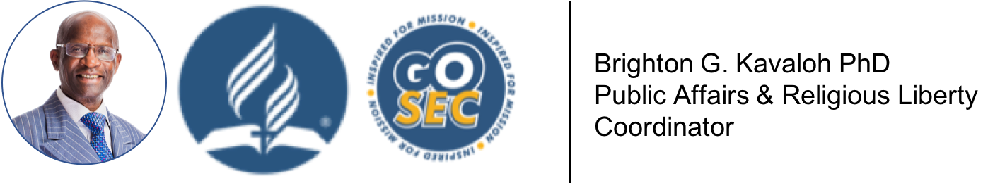 INSPIRED FOR MISSION • INSPIRED FOR MISSION • INSPIRED FOR MISSION •
GO
SEC
®
Brighton G. Kavaloh PhD
Public Affairs & Religious Liberty
Coordinator